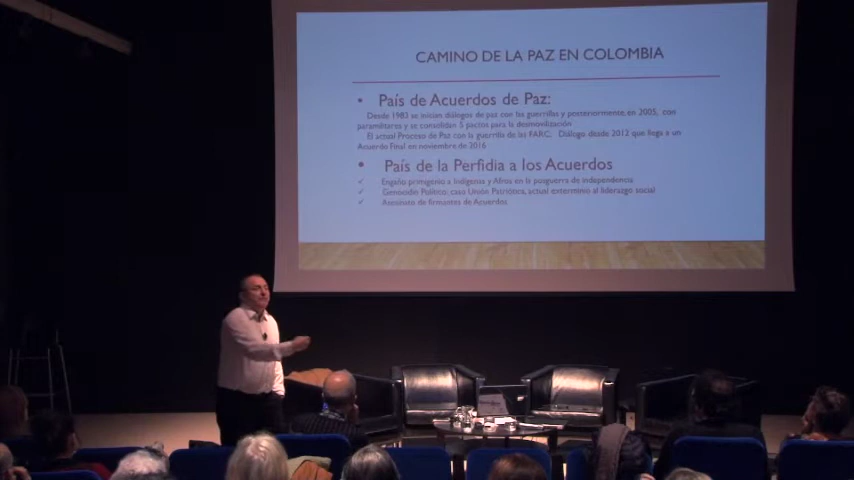 CAMINO DE LA PAZ EN COLOMBIA
• País de Acuerdos de Paz:
Desde 1982 se inician diálogos de paz con las guerrillas y posteriormente, en 2005, con
paramilitares y se consolidan 5 pactos para la desmovilización
El actual Proceso de Paz con la guerrilla de las FARC. Diálogo desde 2012 que llega a un
Acuerdo Final en noviembre de 2016
• País de la Perfidia a los Acuerdos
✓ Engaño primigenio a Indígenas y Afros en la posguerra de independencia
✓ Genocidio Político, caso Unión Patriótica, actual exterminio al liderazgo social
✓ Asesinato de firmantes de Acuerdos